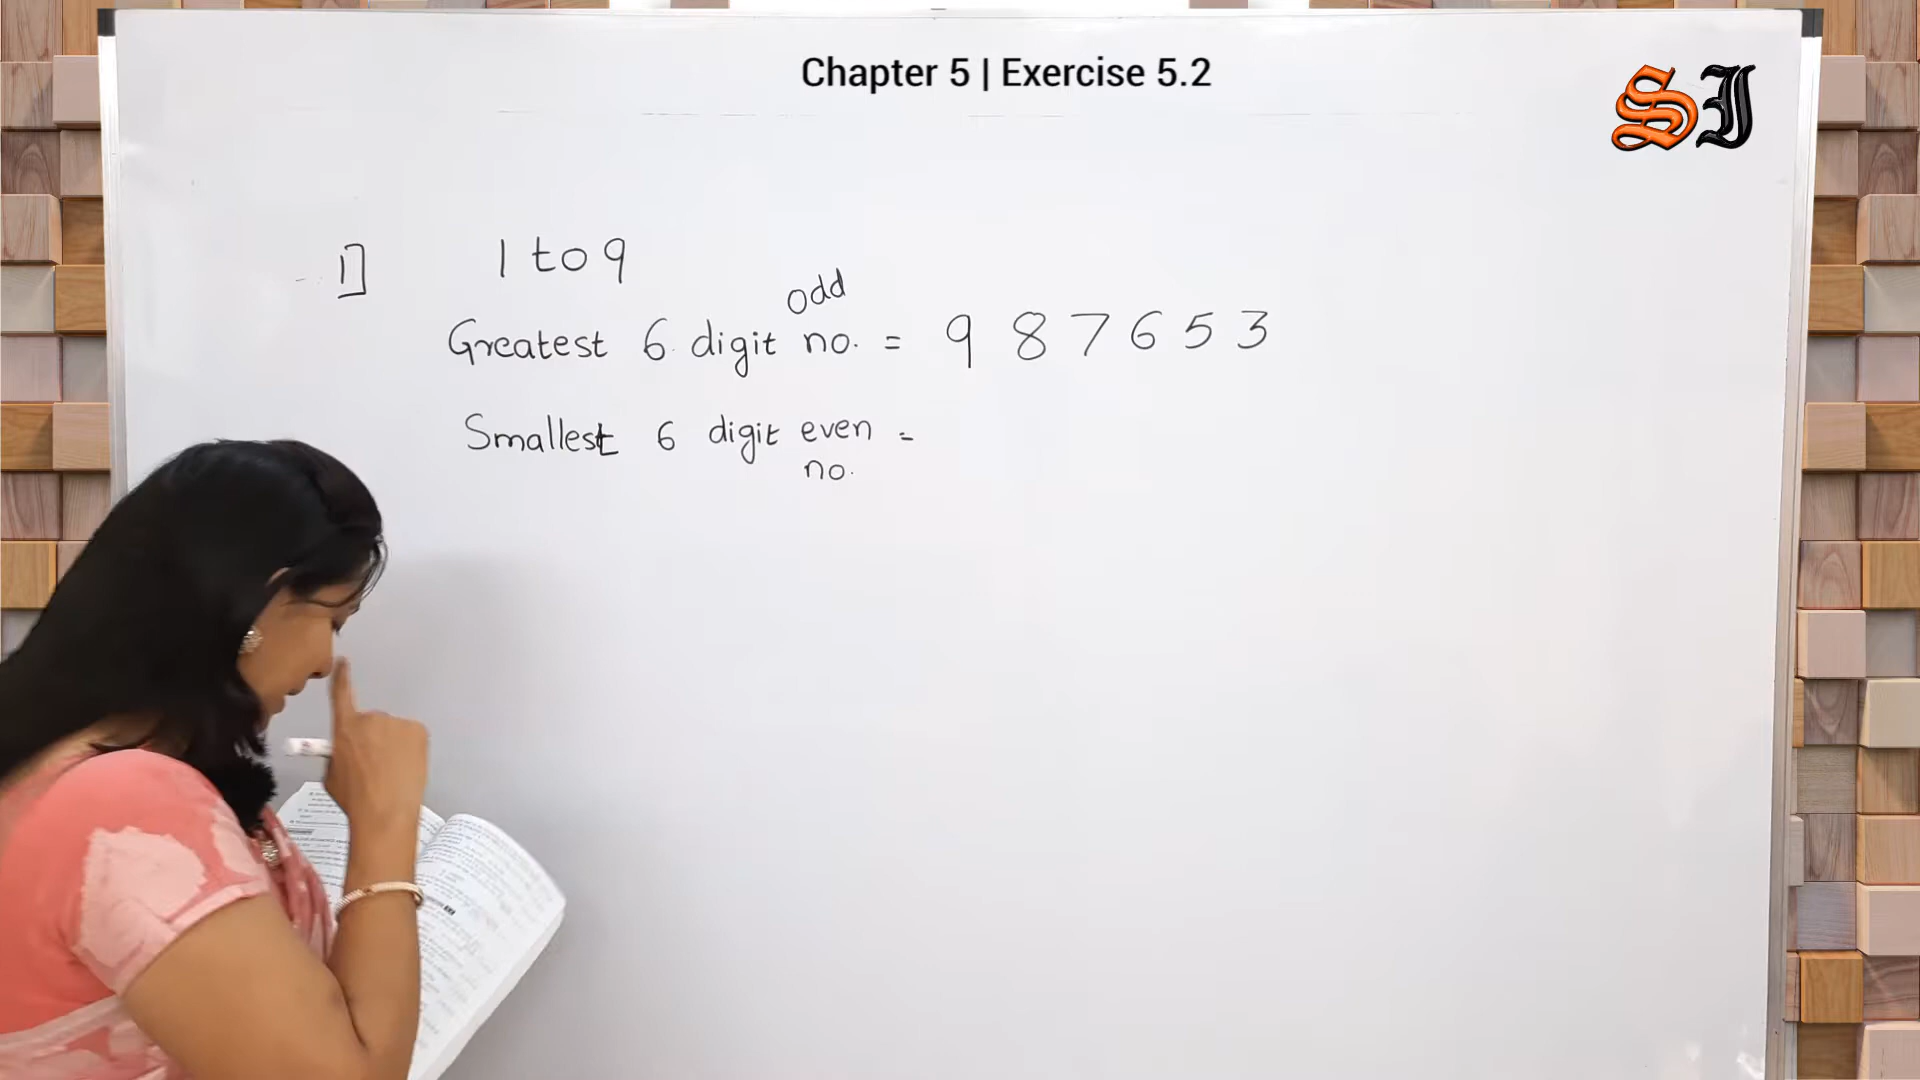 Chapter 5 | Exercise 5.2
SJ
1] 1 to 9
Greatest 6 digit odd no. = 9 8 7 6 5 3
Smallest 6 digit even =
no.